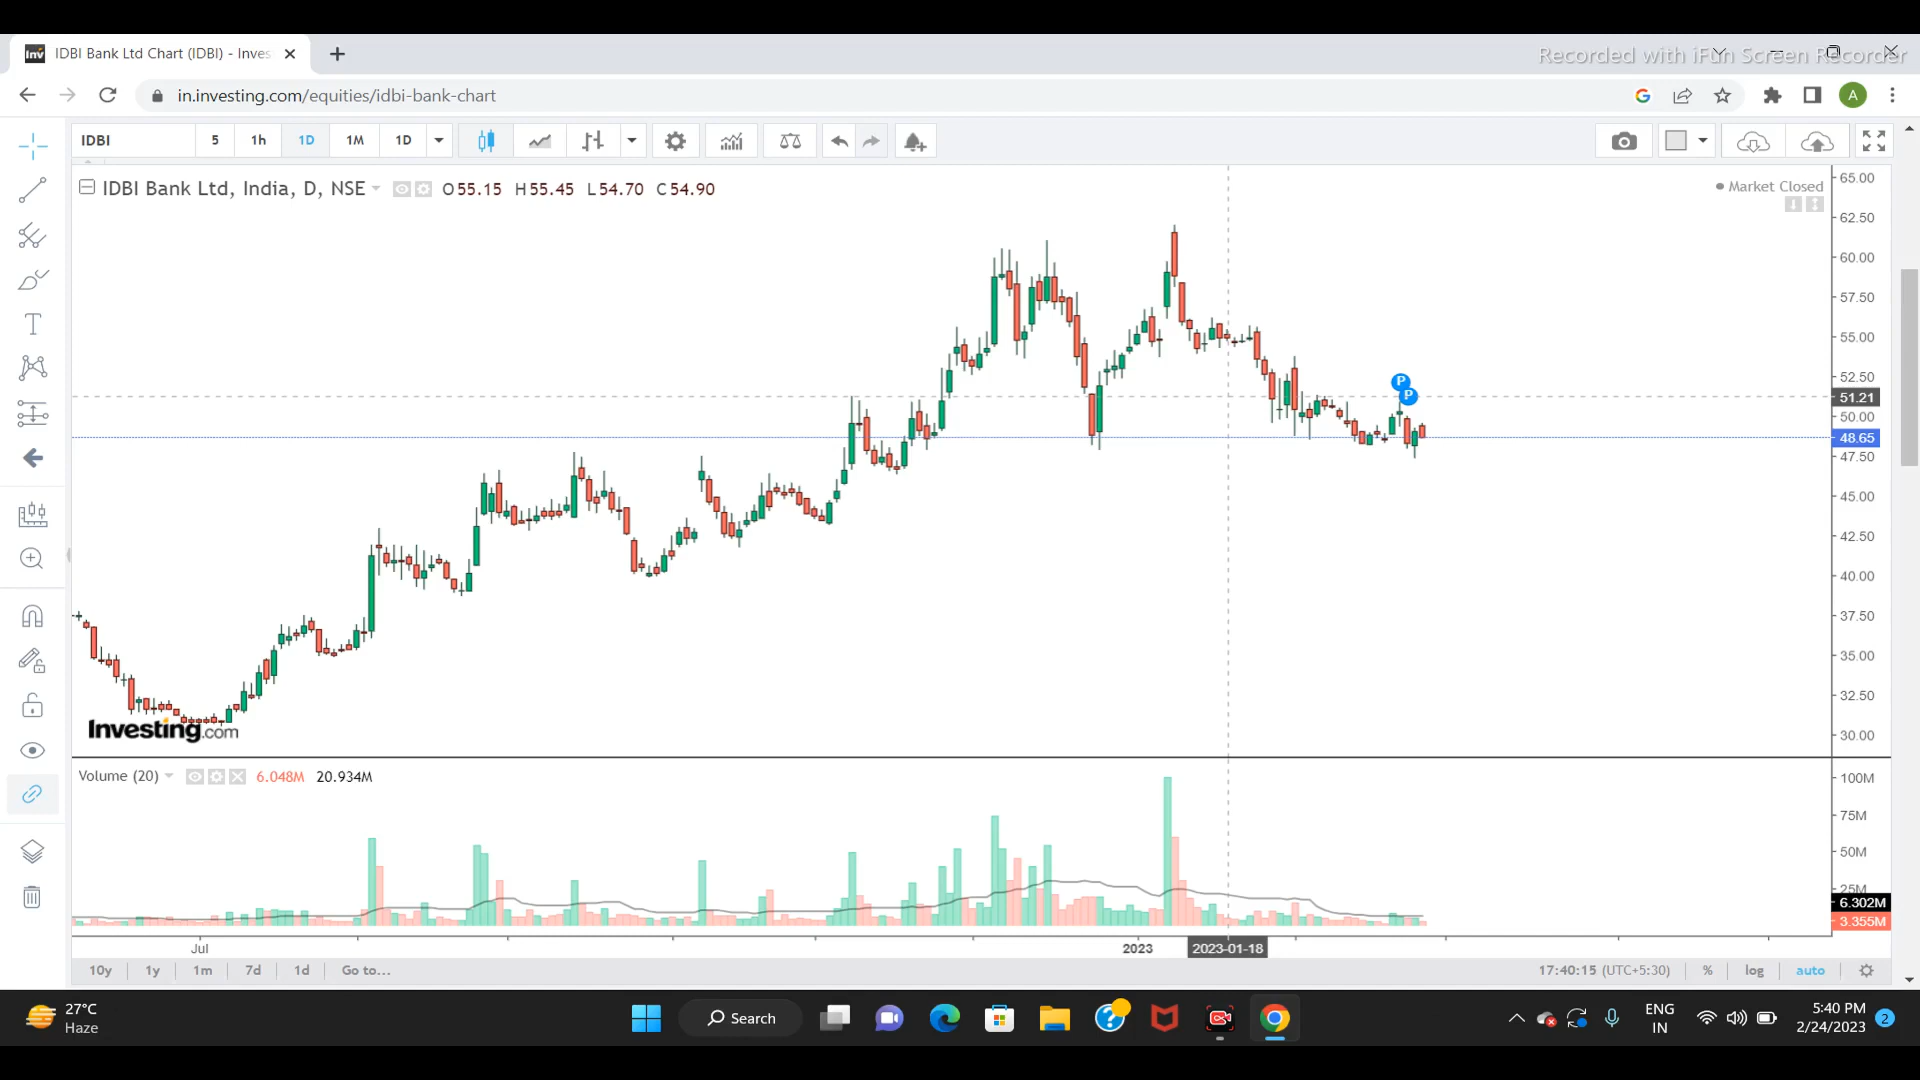 IDBI Bank Ltd Chart (IDBI) - Inves
Recorded with iFun Screen Recorder
in.investing.com/equities/idbi-bank-chart
A
IDBI 5 1h 1D 1M 1D
IDBI Bank Ltd, India, D, NSE O55.15 H55.45 L54.70 C54.90
Market Closed
65.00
62.50
60.00
57.50
55.00
52.50
51.21
50.00
48.65
47.50
45.00
42.50
40.00
37.50
35.00
32.50
30.00
P
P
Investing.com
Volume (20) 6.048M 20.934M
100M
75M
50M
25M
6.302M
3.355M
Jul 2023 2023-01-18
10y 1y 1m 7d 1d Go to... 17:40:15 (UTC+5:30) % log auto
27°C
Haze
Search
ENG
IN
5:40 PM
2/24/2023
2